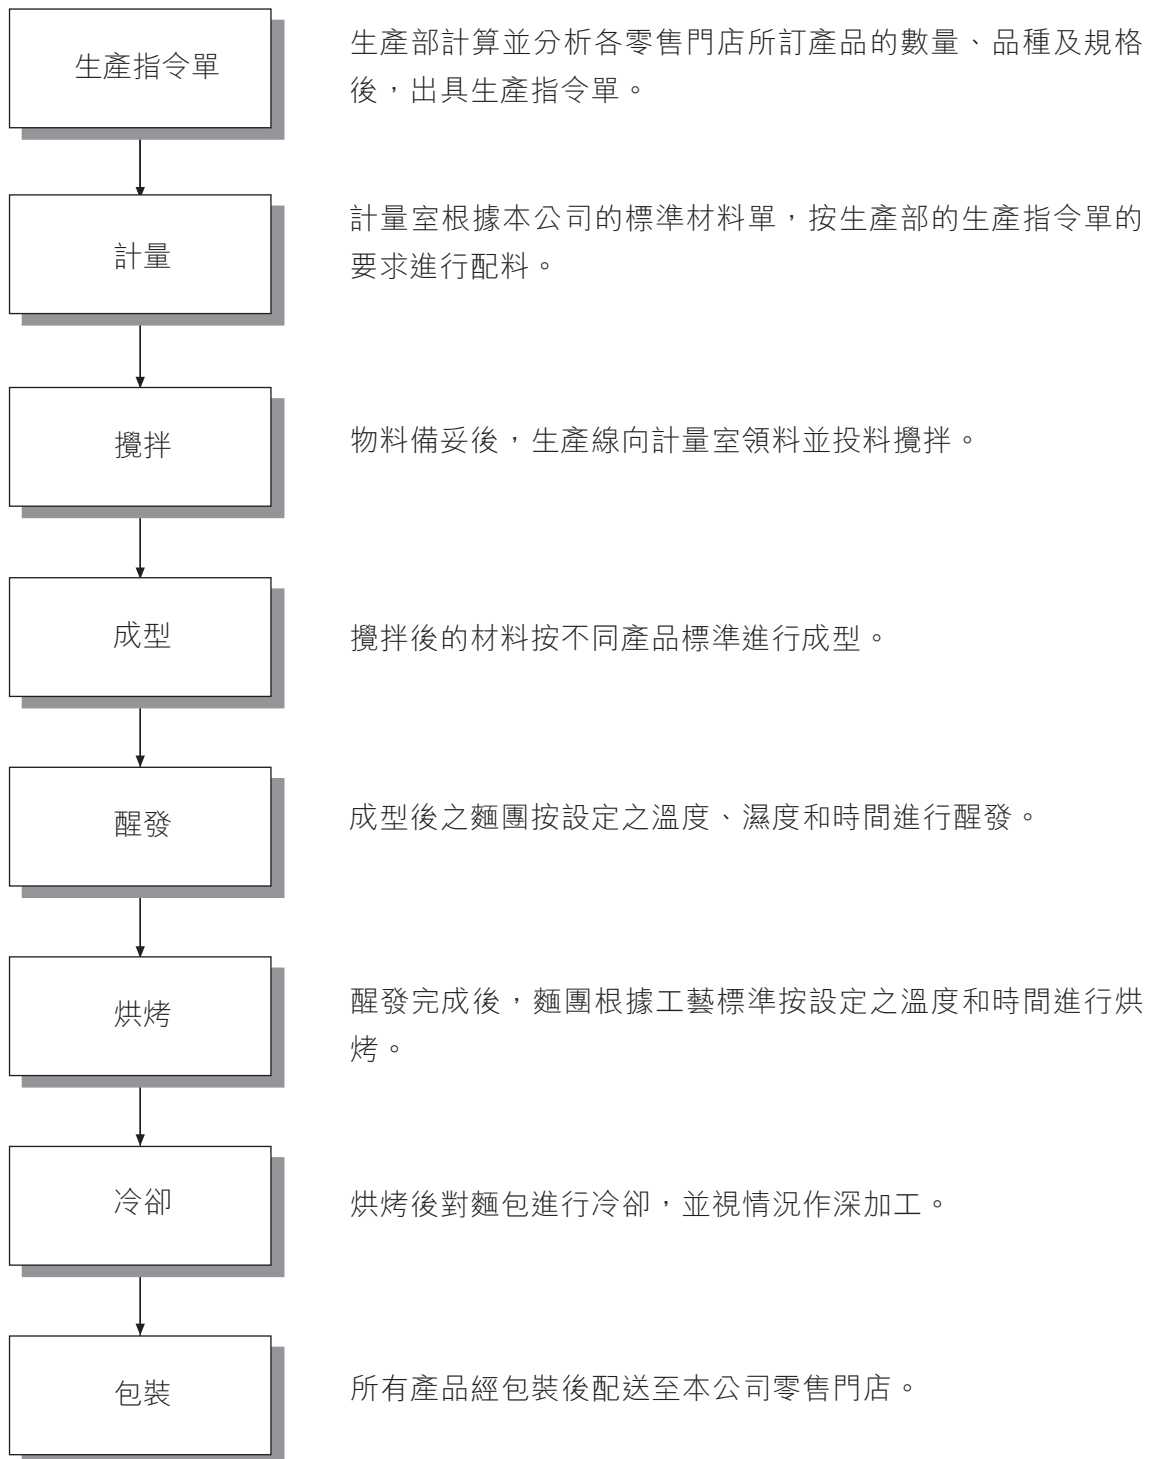 生產指令單
生產部計算並分析各零售門店所訂產品的數量、品種及規格
後，出具生產指令單。
計量
計量室根據本公司的標準材料單，按生產部的生產指令單的
要求進行配料。
攪拌
物料備妥後，生產線向計量室領料並投料攪拌。
成型
攪拌後的材料按不同產品標準進行成型。
醒發
成型後之麵團按設定之溫度、濕度和時間進行醒發。
烘烤
醒發完成後，麵團根據工藝標準按設定之溫度和時間進行烘
烤。
冷卻
烘烤後對麵包進行冷卻，並視情況作深加工。
包裝
所有產品經包裝後配送至本公司零售門店。